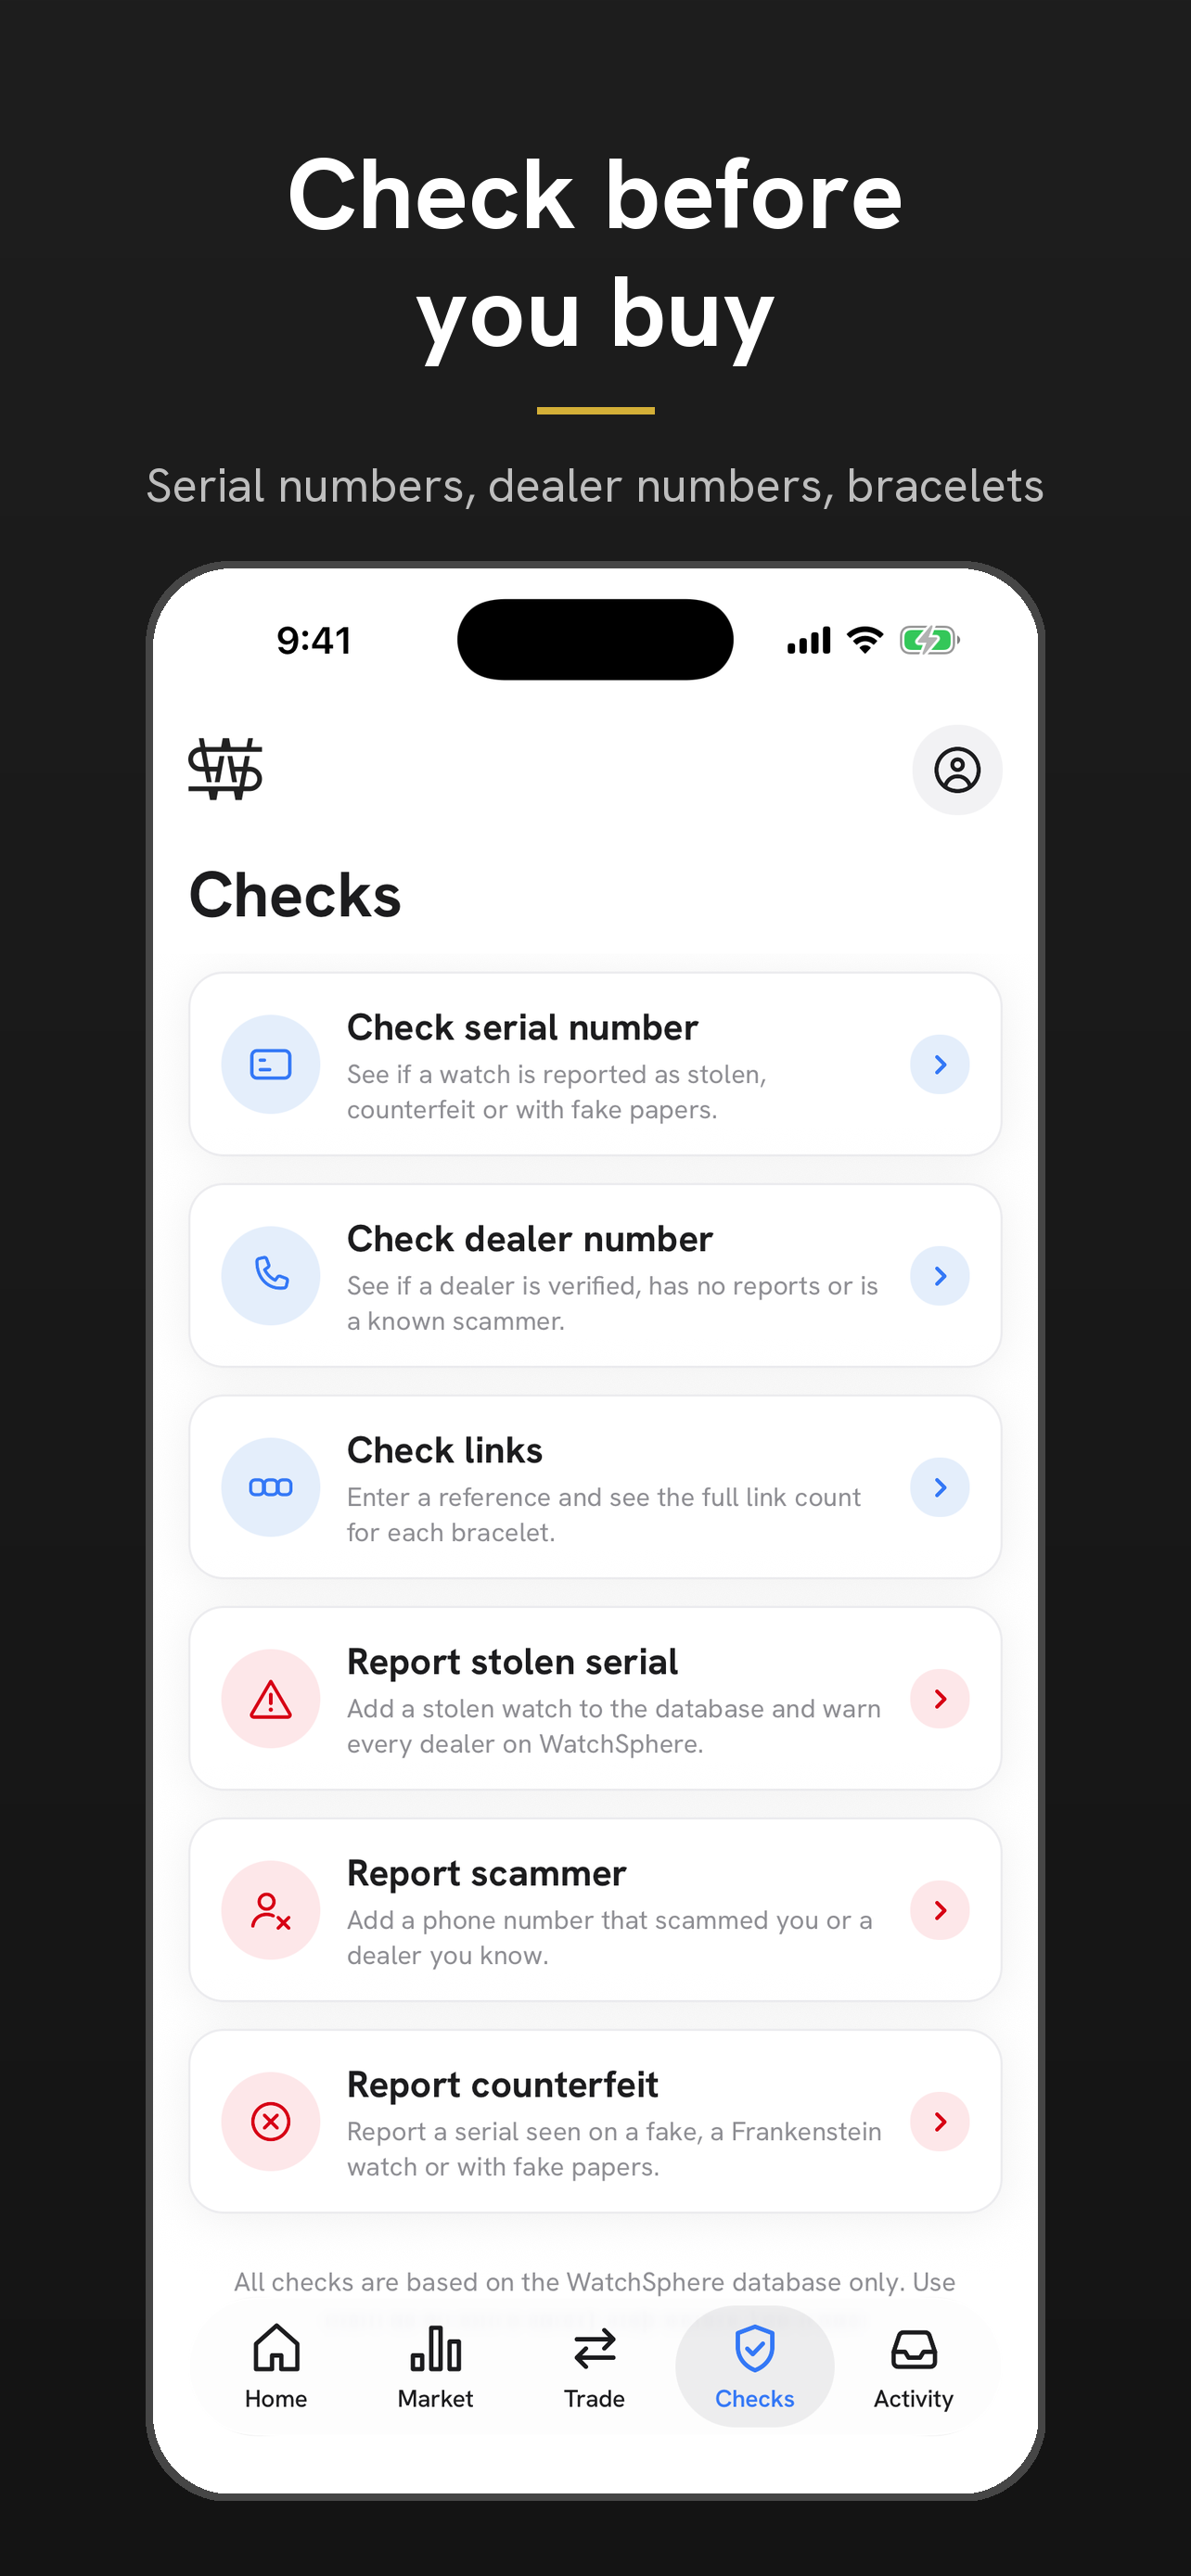 Check before
you buy
Serial numbers, dealer numbers, bracelets
9:41
Checks
Check serial number
See if a watch is reported as stolen,
counterfeit or with fake papers.
Check dealer number
See if a dealer is verified, has no reports or is
a known scammer.
Check links
Enter a reference and see the full link count
for each bracelet.
Report stolen serial
Add a stolen watch to the database and warn
every dealer on WatchSphere.
Report scammer
Add a phone number that scammed you or a
dealer you know.
Report counterfeit
Report a serial seen on a fake, a Frankenstein
watch or with fake papers.
All checks are based on the WatchSphere database only. Use
Home Market Trade Checks Activity